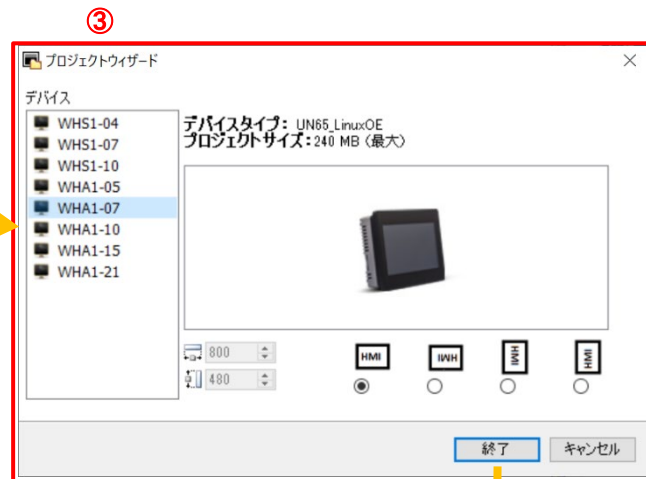 ③
プロジェクトウィザード
デバイス
WHS1-04
WHS1-07
WHS1-10
WHA1-05
WHA1-07
WHA1-10
WHA1-15
WHA1-21
デバイスタイプ： UN65_LinuxOE
プロジェクトサイズ：240 MB （最大）
800
480
HMI
HMI
HMI
HMI
終了
キャンセル